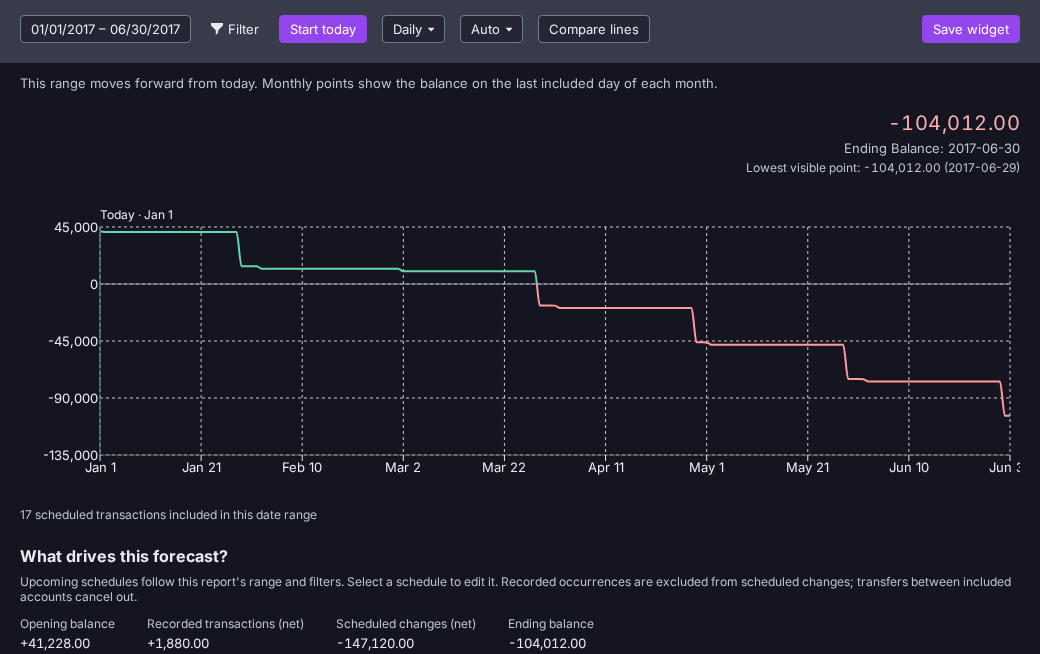 01/01/2017 – 06/30/2017 Filter Start today Daily Auto Compare lines Save widget
This range moves forward from today. Monthly points show the balance on the last included day of each month.
-104,012.00
Ending Balance: 2017-06-30
Lowest visible point: -104,012.00 (2017-06-29)
Today · Jan 1
45,000
0
-45,000
-90,000
-135,000
Jan 1 Jan 21 Feb 10 Mar 2 Mar 22 Apr 11 May 1 May 21 Jun 10 Jun
17 scheduled transactions included in this date range
What drives this forecast?
Upcoming schedules follow this report's range and filters. Select a schedule to edit it. Recorded occurrences are excluded from scheduled changes; transfers between included
accounts cancel out.
Opening balance Recorded transactions (net) Scheduled changes (net) Ending balance
+41,228.00 +1,880.00 -147,120.00 -104,012.00